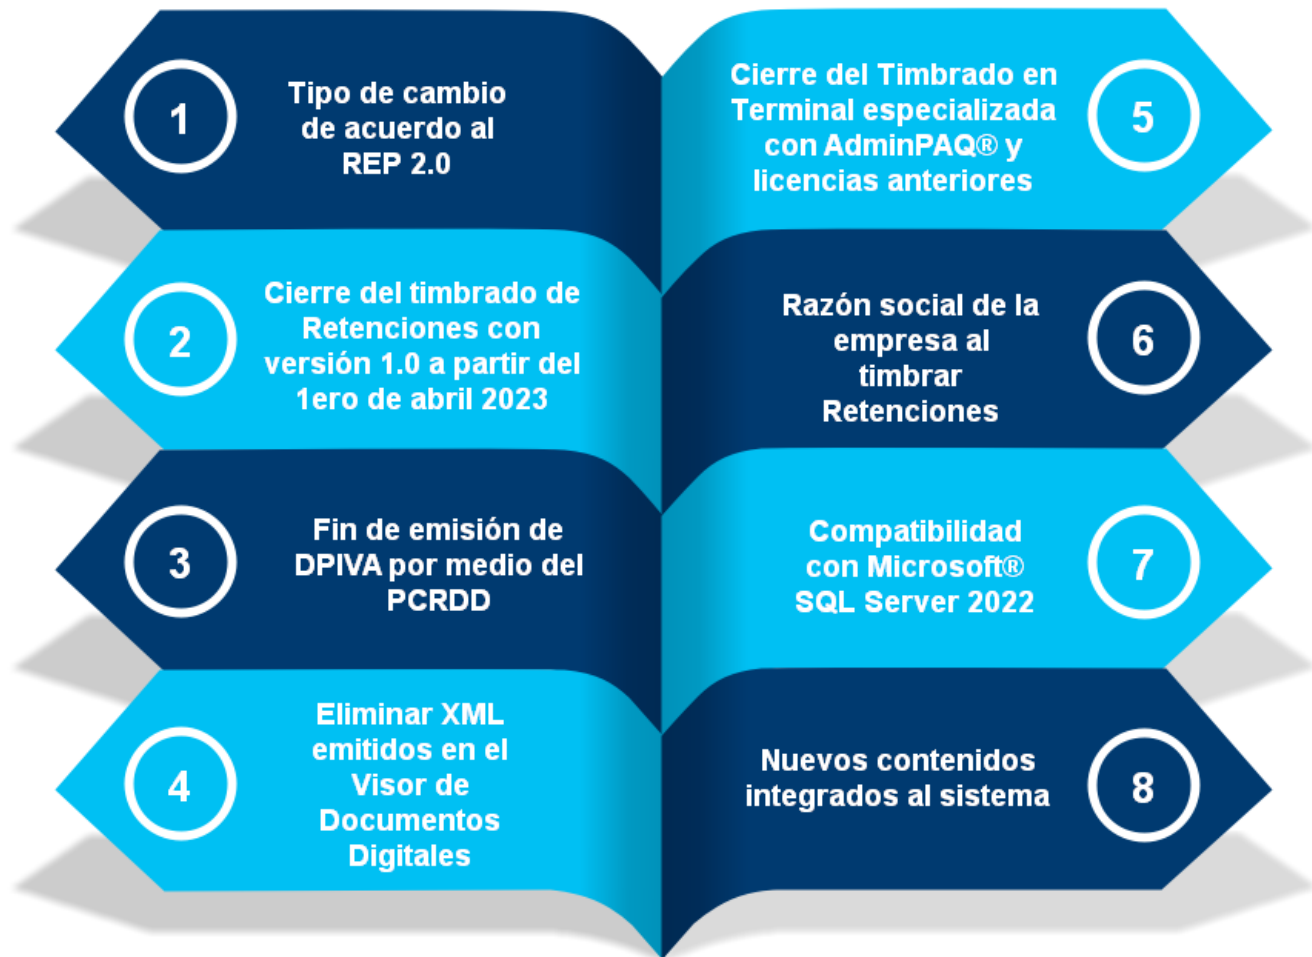 1
Tipo de cambio
de acuerdo al
REP 2.0
2
Cierre del timbrado de
Retenciones con
versión 1.0 a partir del
1ero de abril 2023
3
Fin de emisión de
DPIVA por medio del
PCRDD
4
Eliminar XML
emitidos en el
Visor de
Documentos
Digitales
5
Cierre del Timbrado en
Terminal especializada
con AdminPAQ® y
licencias anteriores
6
Razón social de la
empresa al
timbrar
Retenciones
7
Compatibilidad
con Microsoft®
SQL Server 2022
8
Nuevos contenidos
integrados al sistema